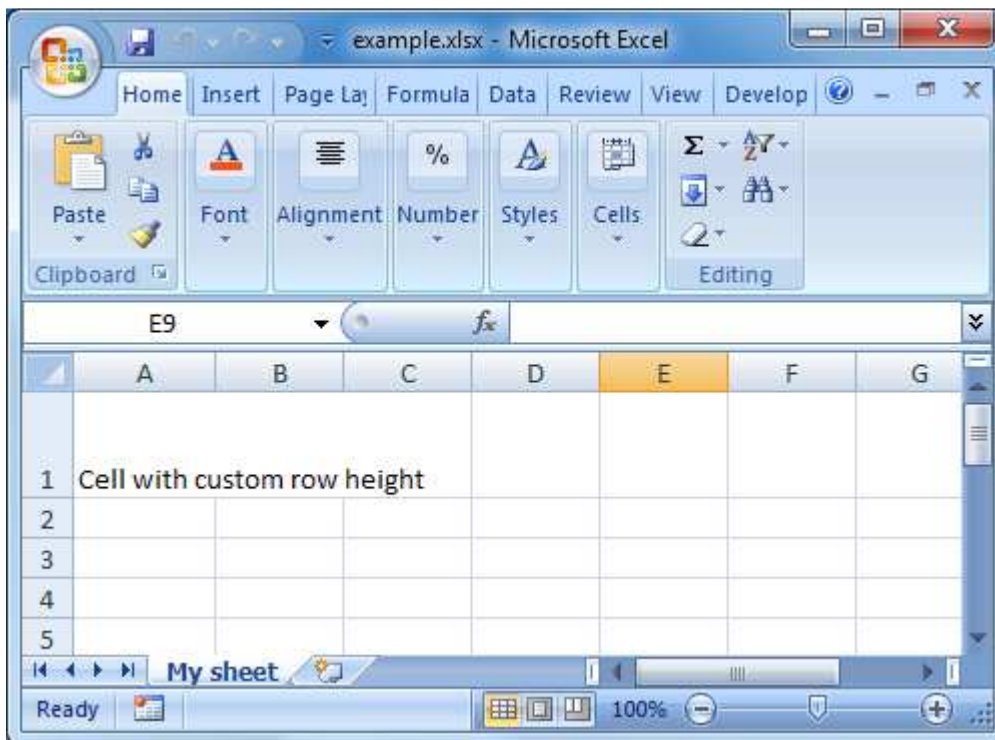 example.xlsx - Microsoft Excel
Home Insert Page Lay Formula Data Review View Develop
Paste Font Alignment Number Styles Cells Σ
Clipboard Editing
E9 fx
A B C D E F G
1 Cell with custom row height
2
3
4
5
My sheet
Ready 100%